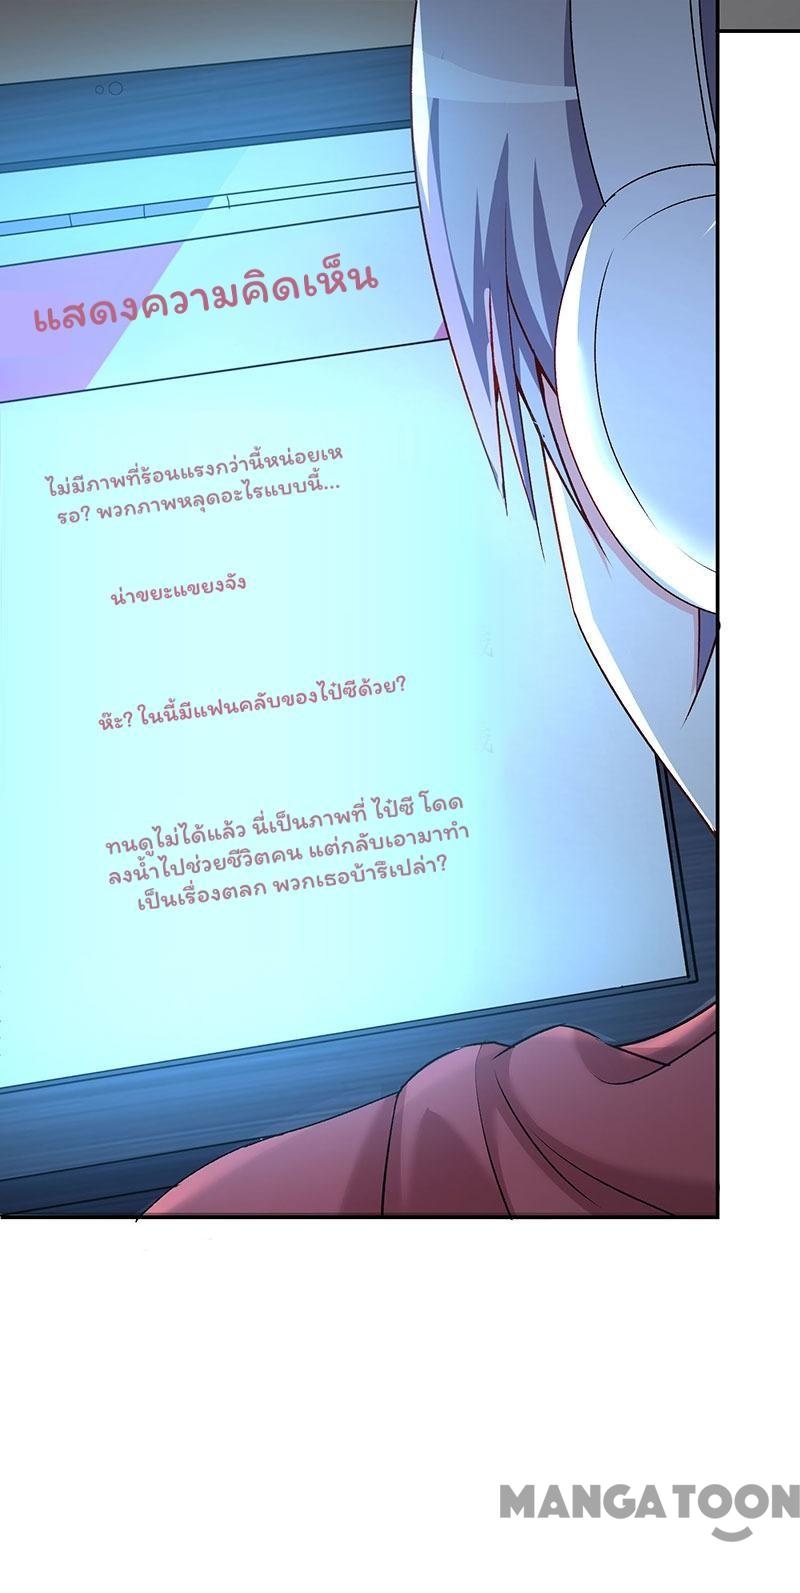 แสดงความคิดเห็น
ไม่มีภาพที่ร้อนแรงกว่านี้หน่อยเห
รอ? พวกภาพหลุดอะไรแบบนี้...
น่าขยะแขยงจัง
ห๊ะ? ในนี้มีแฟนคลับของไป๋ซีด้วย?
ทนดูไม่ได้แล้ว นี่เป็นภาพที่ ไป๋ซี โดด
ลงน้ำไปช่วยชีวิตคน แต่กลับเอามาทำ
เป็นเรื่องตลก พวกเธอบ้ารึเปล่า?
MANGATOON